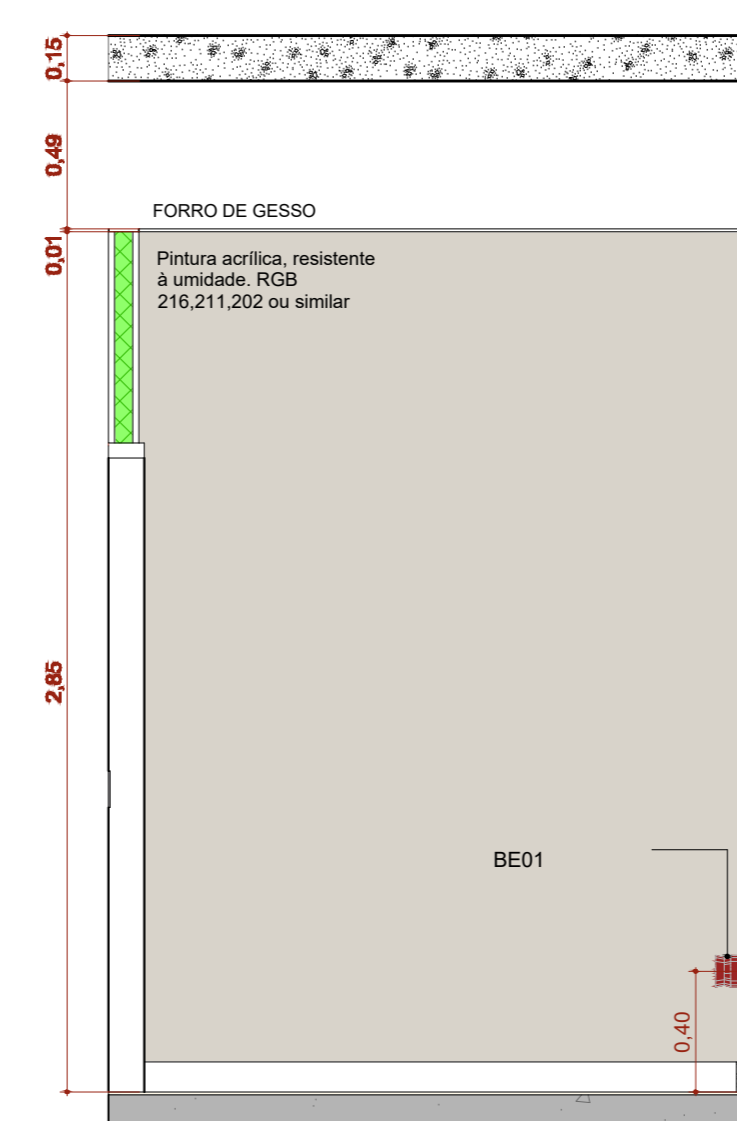 0,15
0,49
FORRO DE GESSO
0,01
Pintura acrílica, resistente
à umidade. RGB
216,211,202 ou similar
2,85
BE01
0,40